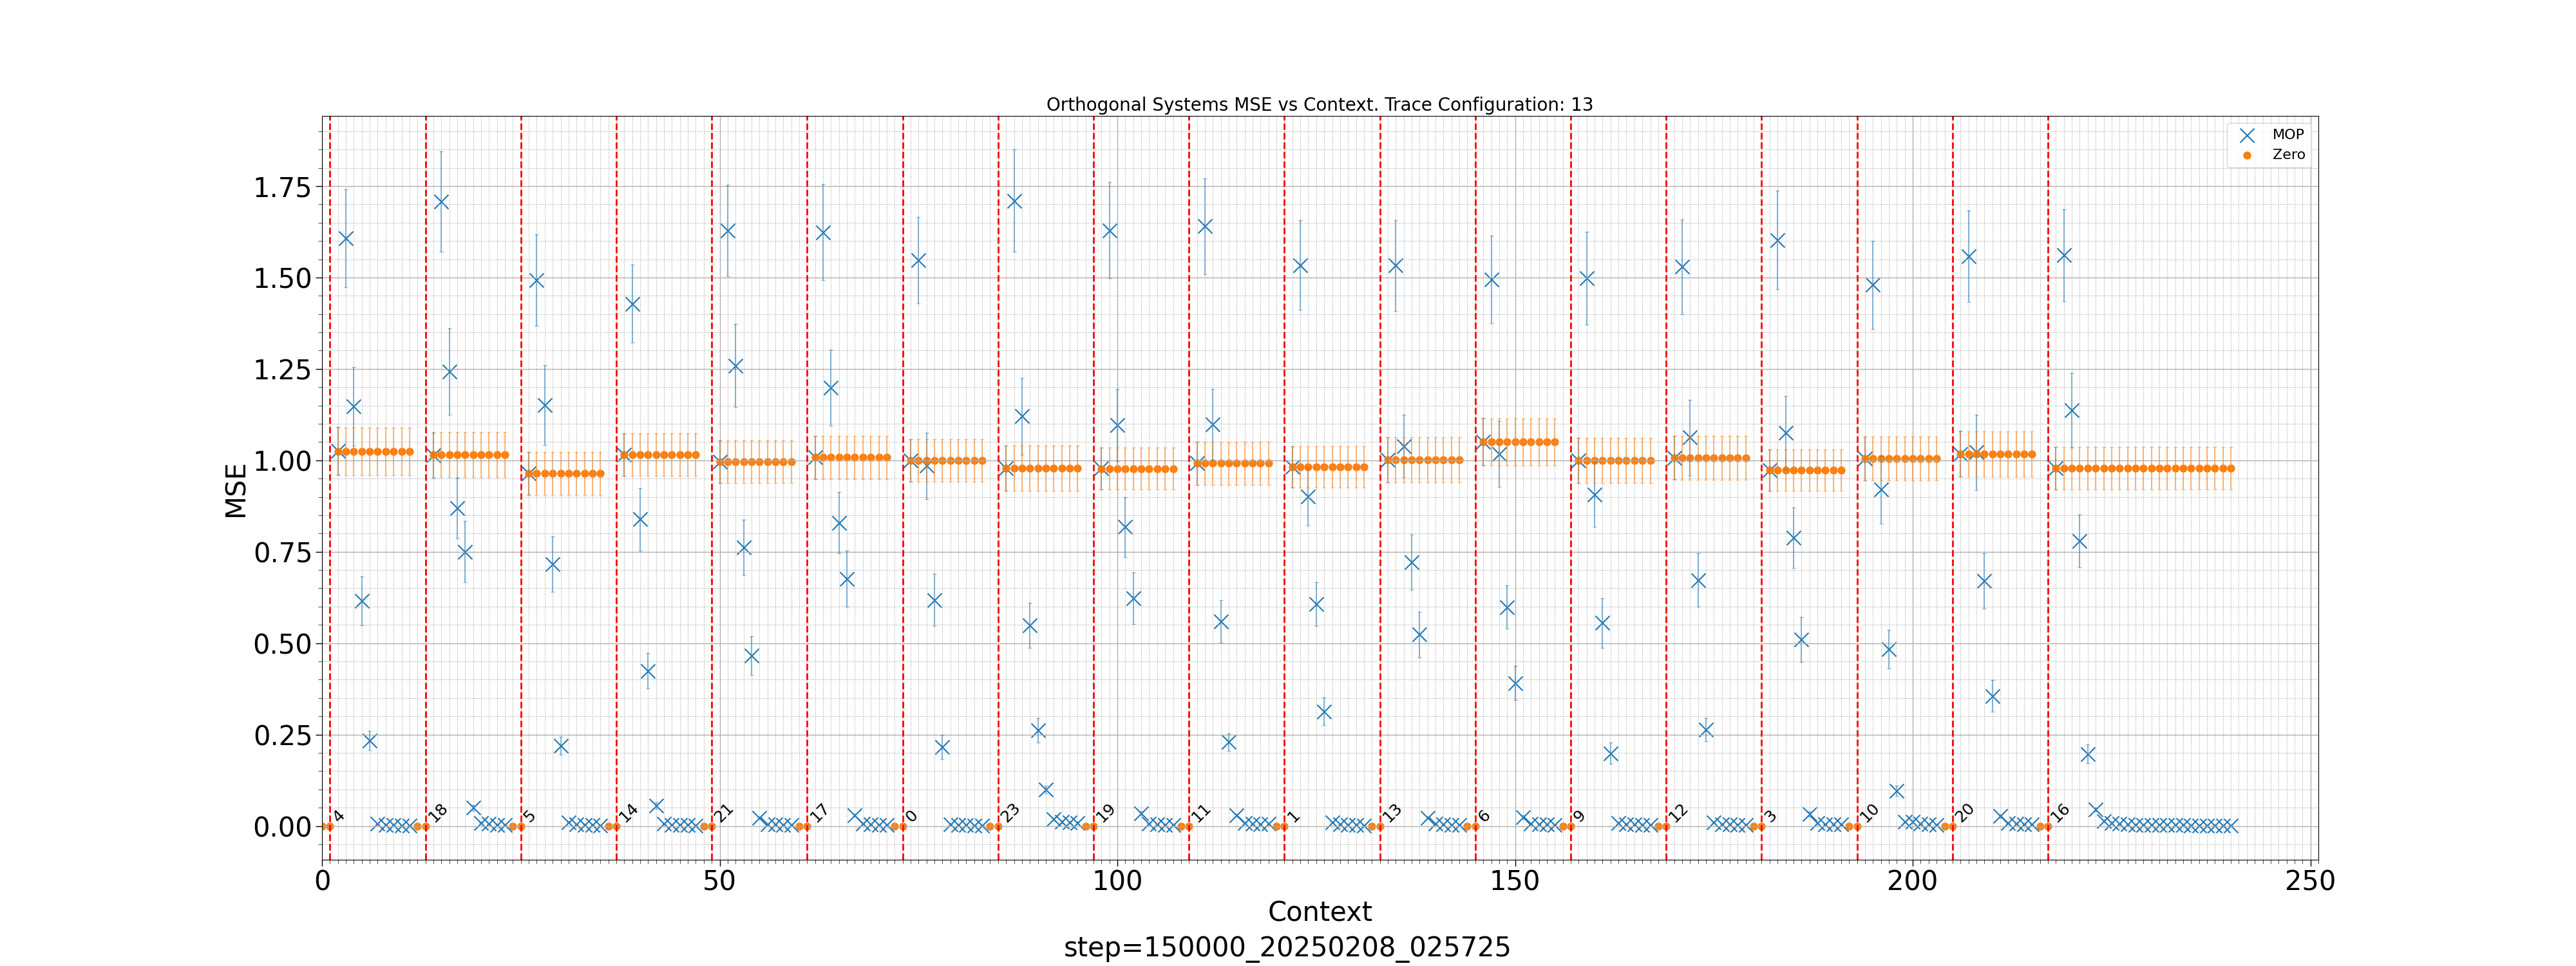 Orthogonal Systems MSE vs Context. Trace Configuration: 13
MOP
Zero
MSE
1.75
1.50
1.25
1.00
0.75
0.50
0.25
0.00
4 18 5 14 21 17 0 23 19 11 1 13 6 9 12 3 10 20 16
0 50 100 150 200 250
Context
step=150000_20250208_025725